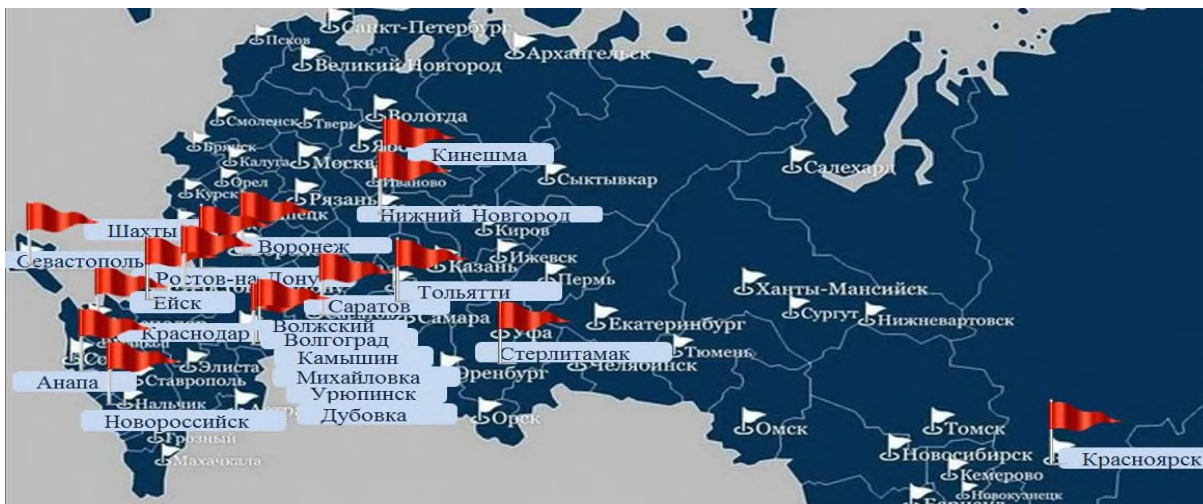 Санкт-Петербург
Псков
Архангельск
Великий Новгород
Вологда
Смоленск
Тверь
Брянск
Кинешма
Калуга
Москва
Иваново
Сыктывкар
Салехард
Орел
Курск
Рязань
Нижний Новгород
Шахты
Киров
Воронеж
Севастополь
Ижевск
Казань
Ростов-на-Дону
Пермь
Тольятти
Ханты-Мансийск
Ейск
Саратов
Сургут
Нижневартовск
Самара
Екатеринбург
Краснодар
Волжский
Уфа
Волгоград
Стерлитамак
Тюмень
Камышин
Челябинск
Элиста
Оренбург
Анапа
Ставрополь
Михайловка
Урюпинск
Нальчик
Дубовка
Орск
Новороссийск
Омск
Томск
Грозный
Новосибирск
Красноярск
Махачкала
Кемерово
Новокузнецк